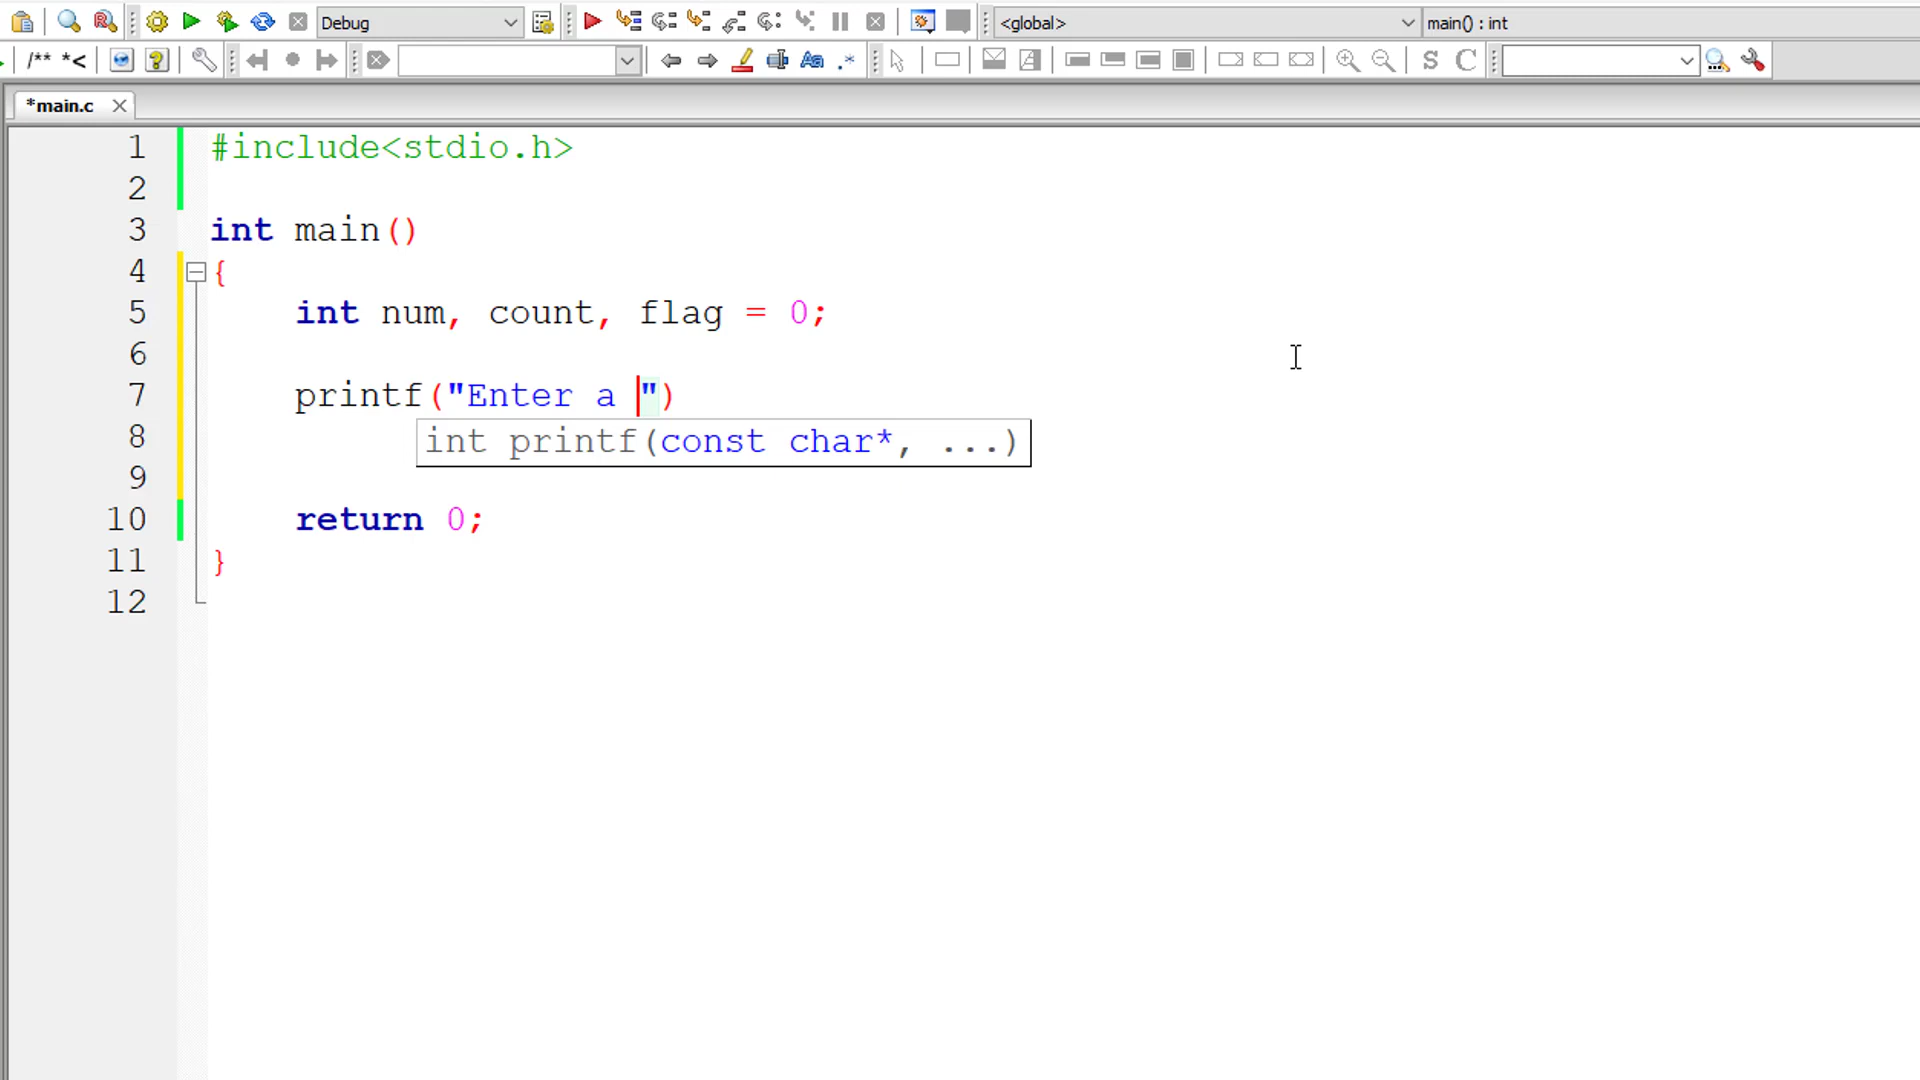 Debug
<global>
main() : int
/** *<
Aa .*
S C
*main.c
1 #include<stdio.h>
2
3 int main()
4 {
5 int num, count, flag = 0;
6
7 printf("Enter a ")
8 int printf(const char*, ...)
9
10 return 0;
11 }
12